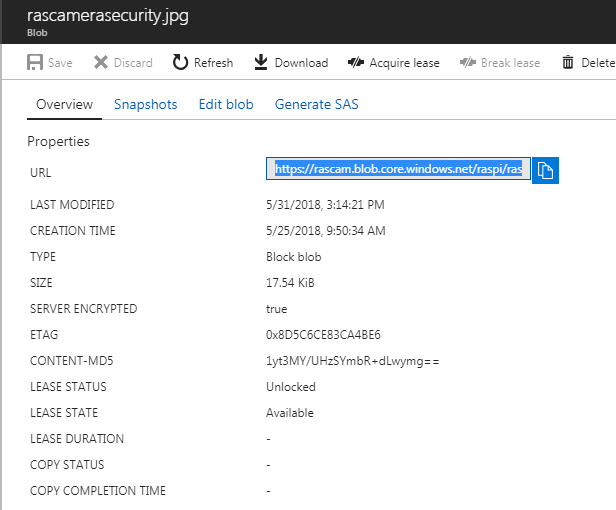 rascamerasecurity.jpg
Blob
Save Discard Refresh Download Acquire lease Break lease Delete
Overview Snapshots Edit blob Generate SAS
Properties
URL https://rascam.blob.core.windows.net/raspi/ras
LAST MODIFIED 5/31/2018, 3:14:21 PM
CREATION TIME 5/25/2018, 9:50:34 AM
TYPE Block blob
SIZE 17.54 KiB
SERVER ENCRYPTED true
ETAG 0x8D5C6CE83CA4BE6
CONTENT-MD5 1yt3MY/UHzSYmbR+dLwymg==
LEASE STATUS Unlocked
LEASE STATE Available
LEASE DURATION -
COPY STATUS -
COPY COMPLETION TIME -